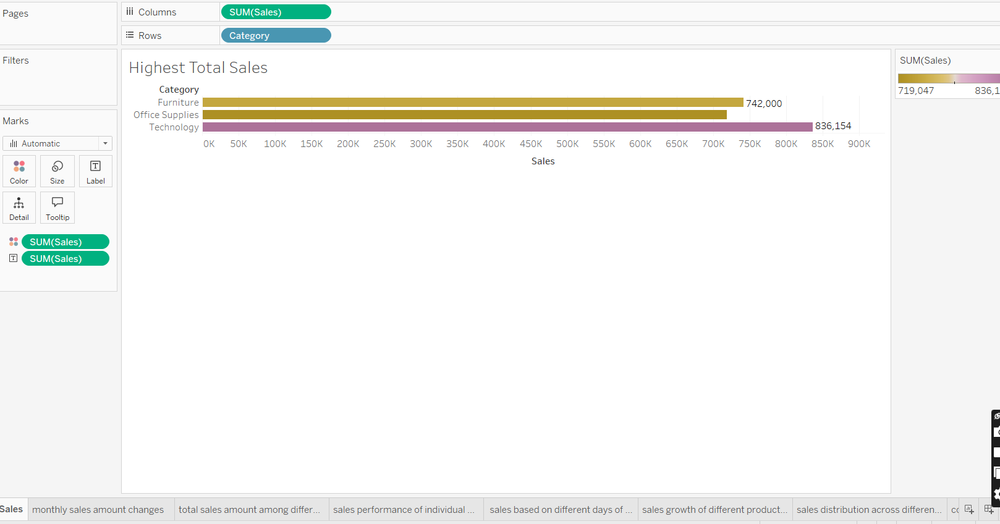 Pages
Columns
SUM(Sales)
Rows
Category
Filters
Marks
Automatic
Color
Size
Label
Detail
Tooltip
SUM(Sales)
SUM(Sales)
Highest Total Sales
Category
Furniture
742,000
Office Supplies
Technology
836,154
0K 50K 100K 150K 200K 250K 300K 350K 400K 450K 500K 550K 600K 650K 700K 750K 800K 850K 900K
Sales
SUM(Sales)
719,047 836,1
Sales
monthly sales amount changes
total sales amount among differ...
sales performance of individual ...
sales based on different days of ...
sales growth of different product...
sales distribution across differen...